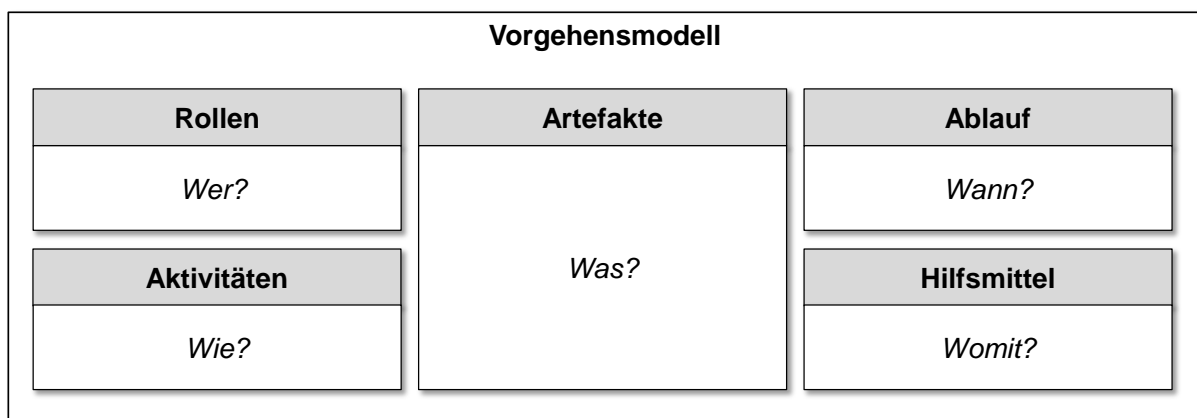 Vorgehensmodell
Rollen
Wer?
Aktivitäten
Wie?
Artefakte
Was?
Ablauf
Wann?
Hilfsmittel
Womit?